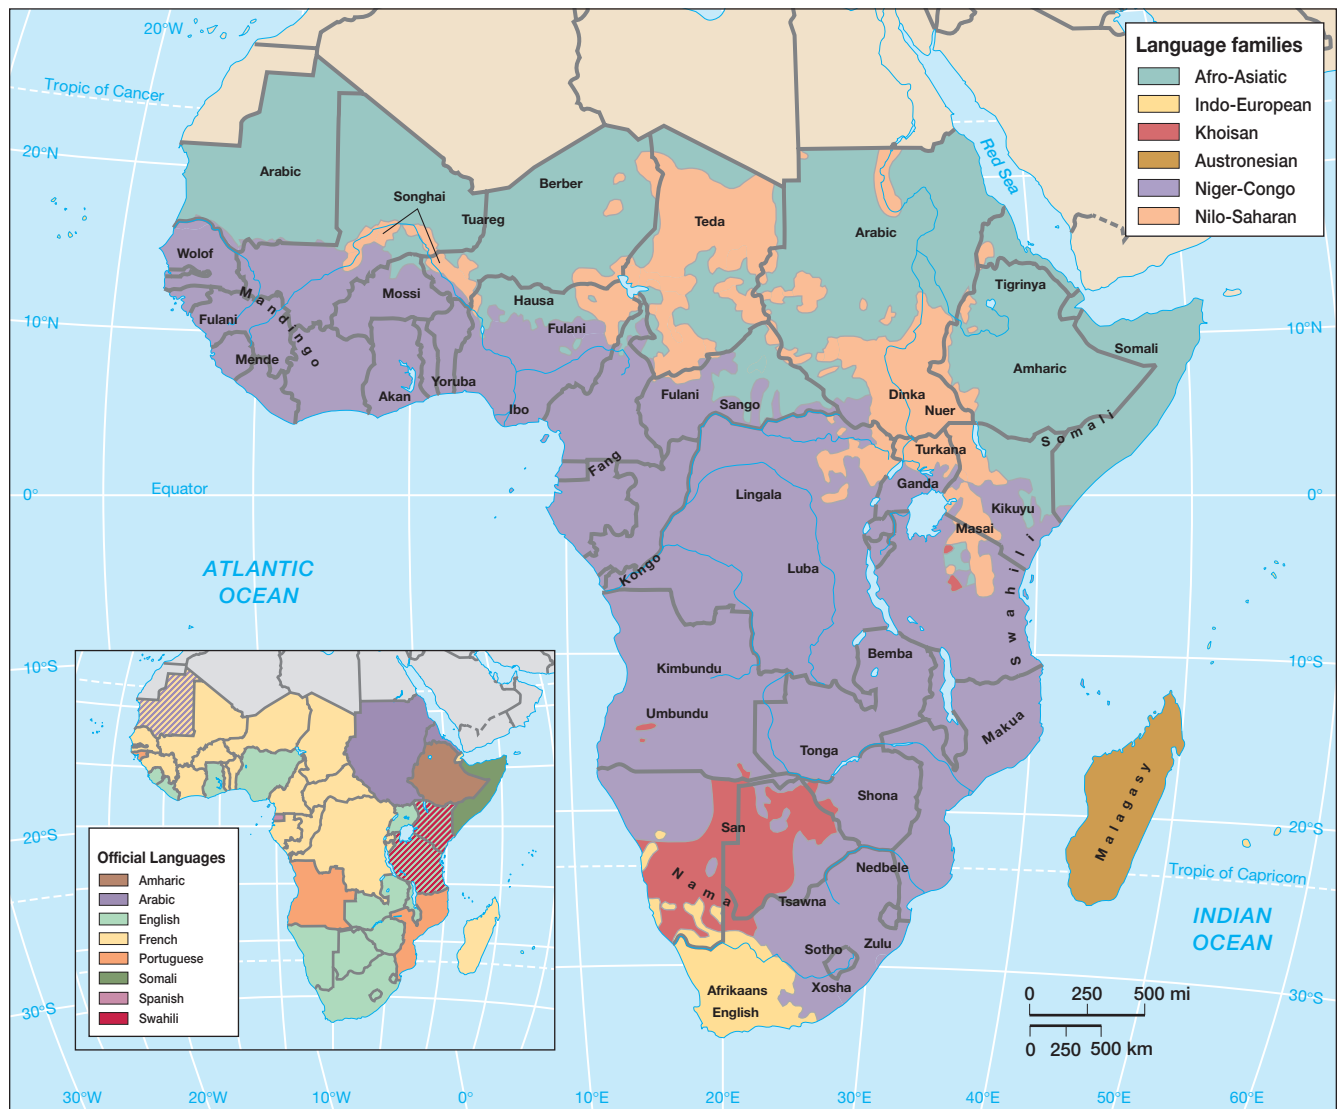 20°W
Tropic of Cancer
20°N
10°N
0°
10°S
20°S
30°S
Language families
Afro-Asiatic
Indo-European
Khoisan
Austronesian
Niger-Congo
Nilo-Saharan
Red Sea
Arabic
Songhai
Tuareg
Berber
Teda
Arabic
Wolof
Mandingo
Fulani
Mende
Mossi
Akan
Yoruba
Hausa
Fulani
Ibo
Fulani
Sango
Tigrinya
Amharic
Somali
Somali
Dinka
Nuer
Turkana
Ganda
Kikuyu
Masai
Swahili
Fang
Kongo
Lingala
Luba
Kimbundu
Umbundu
Bemba
Tonga
Makua
Shona
San
Nama
Nedbele
Tsawna
Sotho
Zulu
Xosha
Afrikaans
English
Malagasy
Equator
ATLANTIC
OCEAN
10°N
0°
10°S
20°S
Tropic of Capricorn
INDIAN
OCEAN
30°S
0 250 500 mi
0 250 500 km
Official Languages
Amharic
Arabic
English
French
Portuguese
Somali
Spanish
Swahili
30°W 20°W 10°W 0° 10°E 20°E 30°E 40°E 50°E 60°E